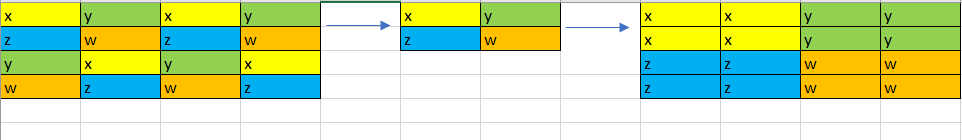 x y x y x y x x y y
z w z w z w x x y y
y x y x z z w w
w z w z z z w w